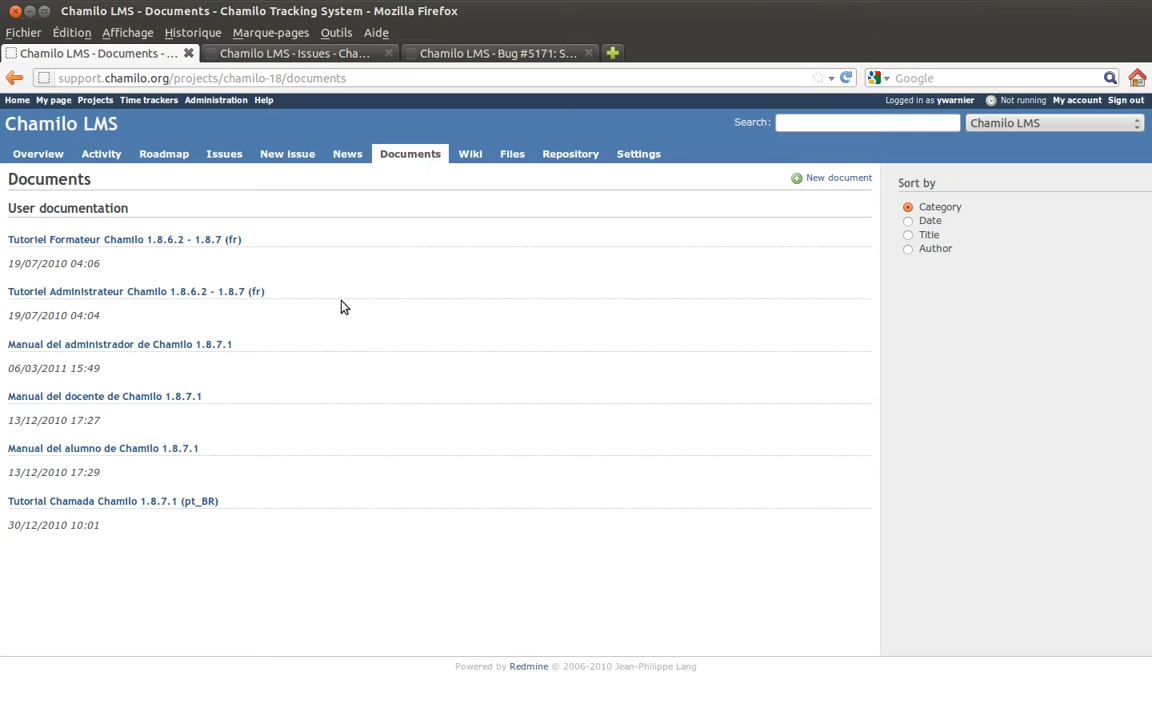 Chamilo LMS - Documents - Chamilo Tracking System - Mozilla Firefox
Fichier Édition Affichage Historique Marque-pages Outils Aide
Chamilo LMS - Documents - ... Chamilo LMS - Issues - Cha... Chamilo LMS - Bug #5171: S...
support.chamilo.org/projects/chamilo-18/documents Google
Home My page Projects Time trackers Administration Help Logged in as ywarnier Not running My account Sign out
Chamilo LMS Search: Chamilo LMS
Overview Activity Roadmap Issues New issue News Documents Wiki Files Repository Settings
Documents New document
User documentation
Tutoriel Formateur Chamilo 1.8.6.2 - 1.8.7 (fr)
19/07/2010 04:06
Tutoriel Administrateur Chamilo 1.8.6.2 - 1.8.7 (fr)
19/07/2010 04:04
Manual del administrador de Chamilo 1.8.7.1
06/03/2011 15:49
Manual del docente de Chamilo 1.8.7.1
13/12/2010 17:27
Manual del alumno de Chamilo 1.8.7.1
13/12/2010 17:29
Tutorial Chamada Chamilo 1.8.7.1 (pt_BR)
30/12/2010 10:01
Sort by
Category
Date
Title
Author
Powered by Redmine © 2006-2010 Jean-Philippe Lang